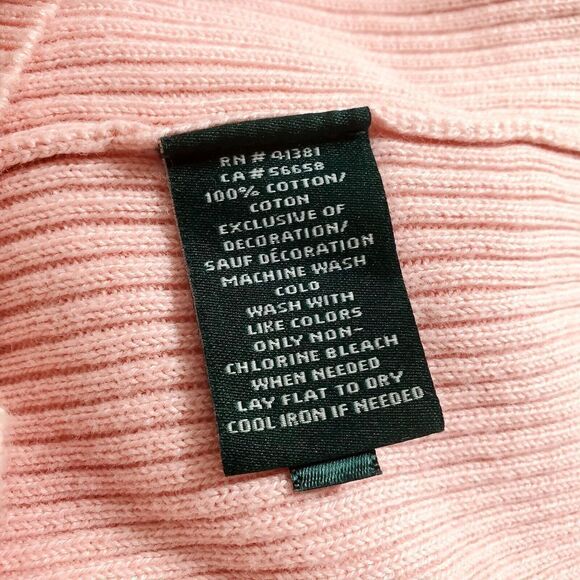 RN # 41381
CA # 56658
100% COTTON/
COTON
EXCLUSIVE OF
DECORATION/
SAUF DÉCORATION
MACHINE WASH
COLD
WASH WITH
LIKE COLORS
ONLY NON-
CHLORINE BLEACH
WHEN NEEDED
LAY FLAT TO DRY
COOL IRON IF NEEDED